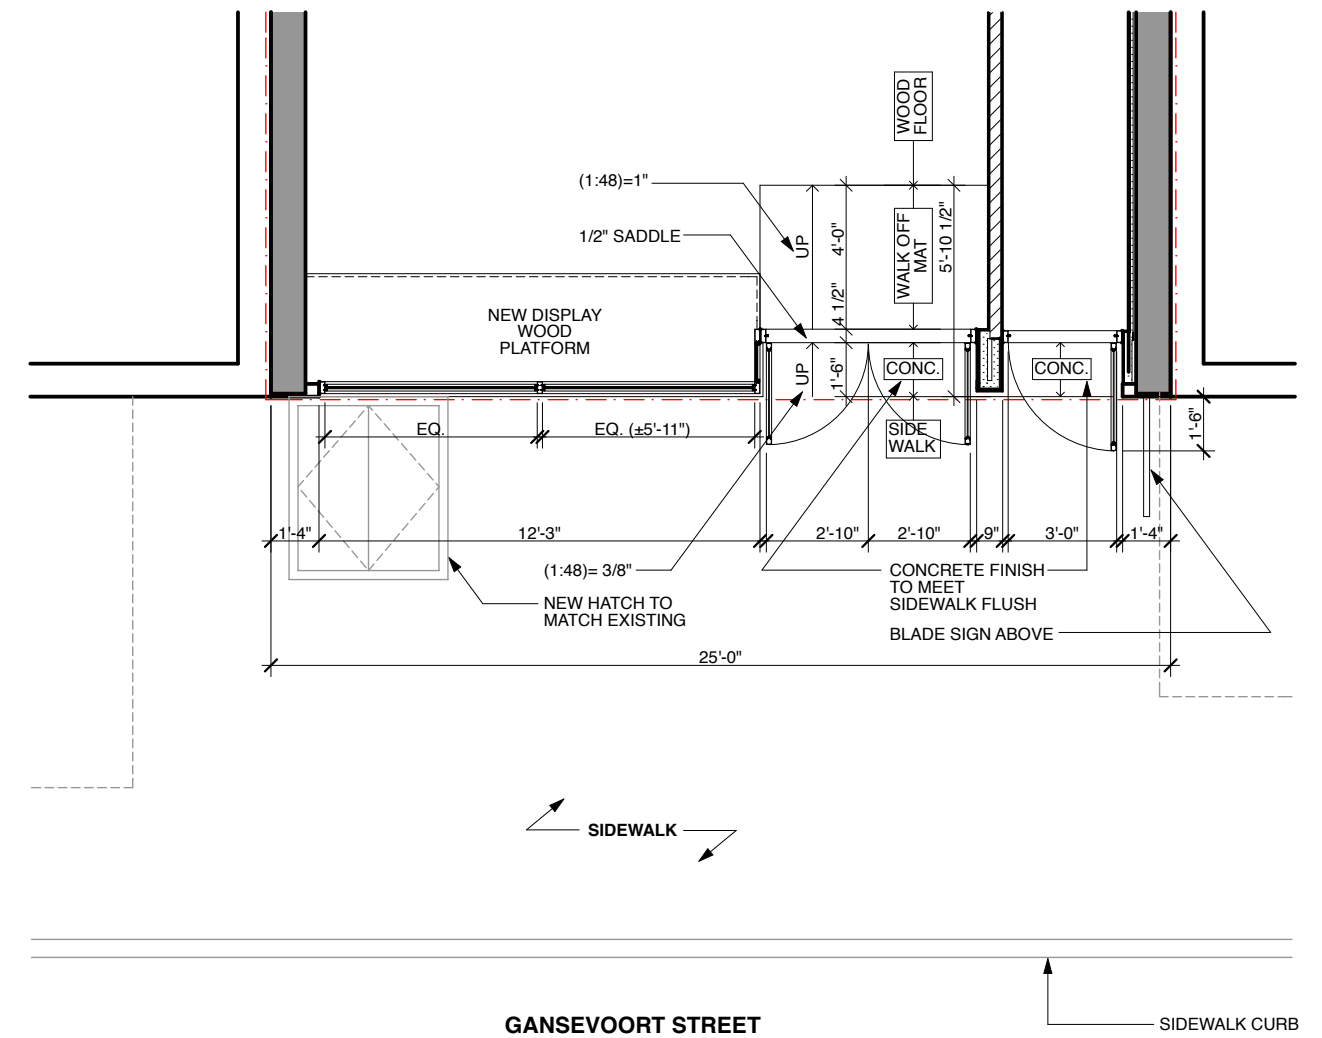 WOOD
FLOOR
(1:48)=1"
1/2" SADDLE
UP
4'-0"
WALK OFF
MAT
5'-10 1/2"
4 1/2"
NEW DISPLAY
WOOD
PLATFORM
UP
1'-6"
CONC.
CONC.
EQ.
EQ. (±5'-11")
SIDE
WALK
1'-6"
1'-4"
12'-3"
2'-10"
2'-10"
9"
3'-0"
1'-4"
(1:48)= 3/8"
NEW HATCH TO
MATCH EXISTING
CONCRETE FINISH
TO MEET
SIDEWALK FLUSH
BLADE SIGN ABOVE
25'-0"
SIDEWALK
GANSEVOORT STREET
SIDEWALK CURB